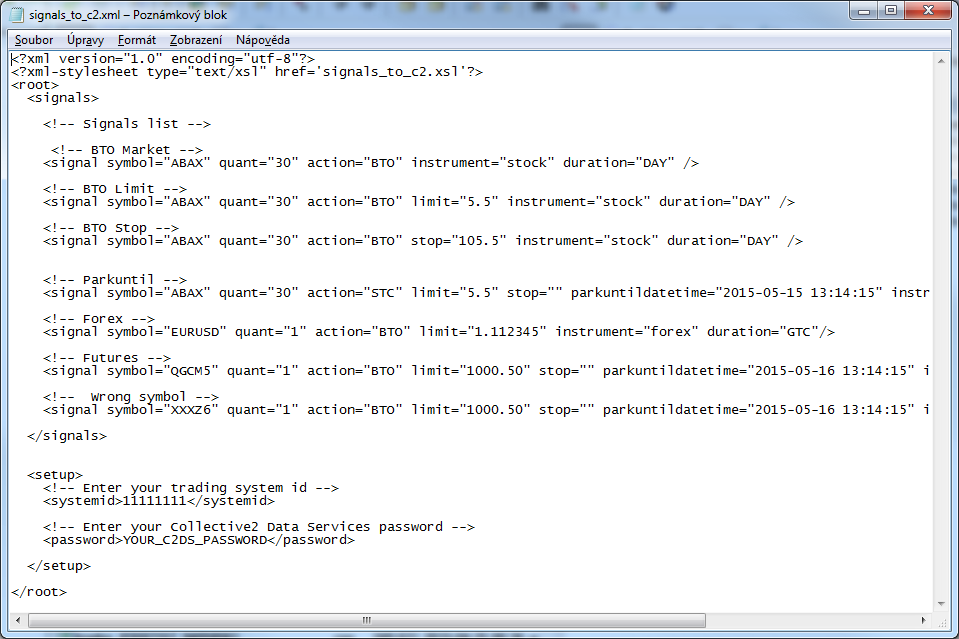 signals_to_c2.xml – Poznámkový blok
Soubor Úpravy Formát Zobrazení Nápověda
<?xml version="1.0" encoding="utf-8"?>
<?xml-stylesheet type="text/xsl" href='signals_to_c2.xsl'?>
<root>
<signals>
<!-- Signals list -->
<!-- BTO Market -->
<signal symbol="ABAX" quant="30" action="BTO" instrument="stock" duration="DAY" />
<!-- BTO Limit -->
<signal symbol="ABAX" quant="30" action="BTO" limit="5.5" instrument="stock" duration="DAY" />
<!-- BTO Stop -->
<signal symbol="ABAX" quant="30" action="BTO" stop="105.5" instrument="stock" duration="DAY" />
<!-- Parkuntil -->
<signal symbol="ABAX" quant="30" action="STC" limit="5.5" stop="" parkuntildatetime="2015-05-15 13:14:15" instr
<!-- Forex -->
<signal symbol="EURUSD" quant="1" action="BTO" limit="1.112345" instrument="forex" duration="GTC"/>
<!-- Futures -->
<signal symbol="QGCM5" quant="1" action="BTO" limit="1000.50" stop="" parkuntildatetime="2015-05-16 13:14:15" i
<!-- Wrong symbol -->
<signal symbol="XXXZ6" quant="1" action="BTO" limit="1000.50" stop="" parkuntildatetime="2015-05-16 13:14:15" i
</signals>
<setup>
<!-- Enter your trading system id -->
<systemid>11111111</systemid>
<!-- Enter your Collective2 Data Services password -->
<password>YOUR_C2DS_PASSWORD</password>
</setup>
</root>